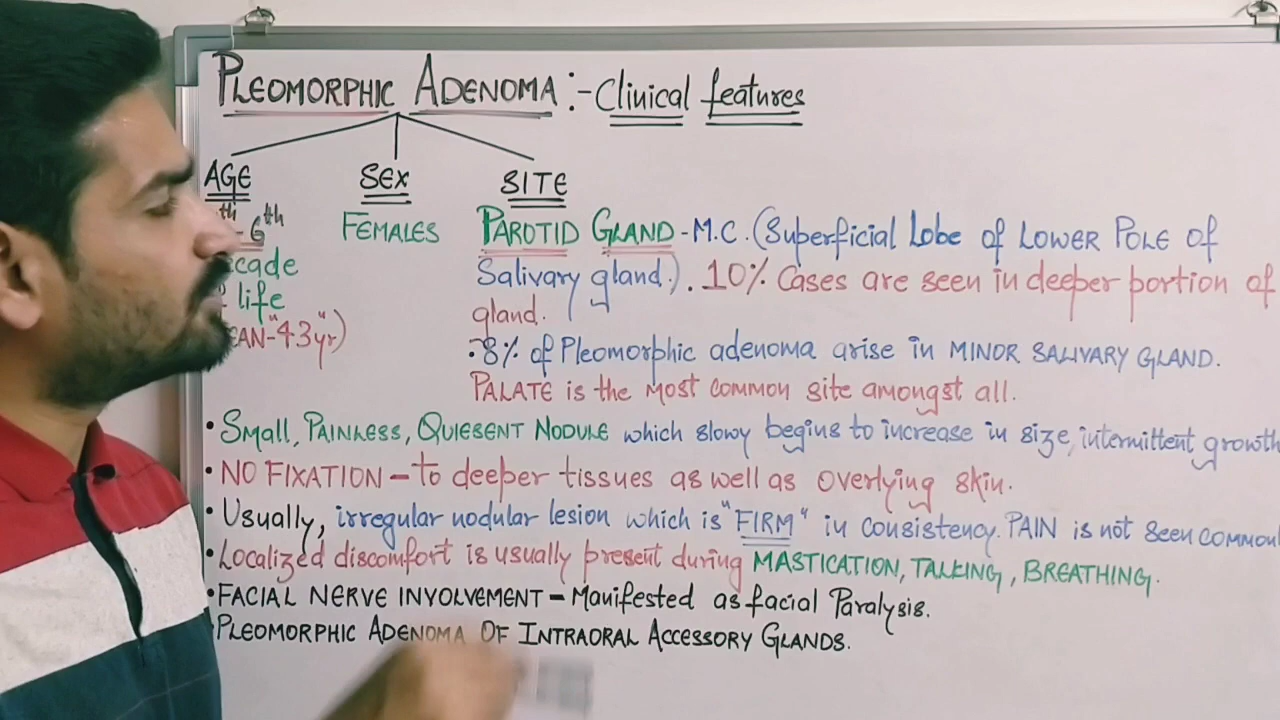 PLEOMORPHIC ADENOMA :- Clinical features
AGE SEX SITE
th - 6th FEMALES PAROTID GLAND - M.C. (Superficial Lobe of LOWER POLE of
cade Salivary gland.). 10% Cases are seen in deeper portion of
life gland.
EAN-"43yr") .8% of Pleomorphic adenoma arise in MINOR SALIVARY GLAND.
PALATE is the most common site amongst all.
• Small, PAINLESS, QUIESENT NODULE which slowy begins to increase in size, intermittent growth
• NO FIXATION - to deeper tissues as well as overlying skin.
• Usually, irregular nodular lesion which is "FIRM" in consistency. PAIN is not seen common
• Localized discomfort is usually present during MASTICATION, TALKING, BREATHING.
• FACIAL NERVE INVOLVEMENT - Manifested as facial Paralysis.
• PLEOMORPHIC ADENOMA OF INTRAORAL ACCESSORY GLANDS.